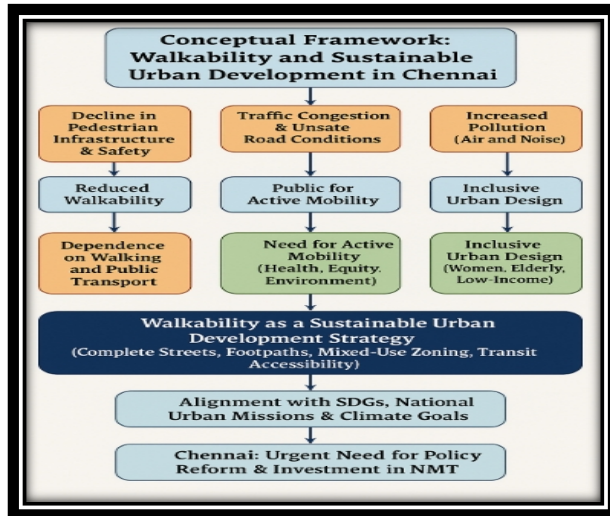 Conceptual Framework:
Walkability and Sustainable
Urban Development in Chennai
Decline in
Pedestrian
Infrastructure
& Safety
Traffic Congestion
& Unsate
Road Conditions
Increased
Pollution
(Air and Noise)
Reduced
Walkability
Public for
Active Mobility
Inclusive
Urban Design
Dependence
on Walking
and Public
Transport
Need for Active
Mobility
(Health, Equity.
Environment)
Inclusive
Urban Design
(Women, Elderly,
Low-Income)
Walkability as a Sustainable Urban
Development Strategy
(Complete Streets, Footpaths, Mixed-Use Zoning, Transit
Accessibility)
Alignment with SDGs, National
Urban Missions & Climate Goals
Chennai: Urgent Need for Policy
Reform & Investment in NMT